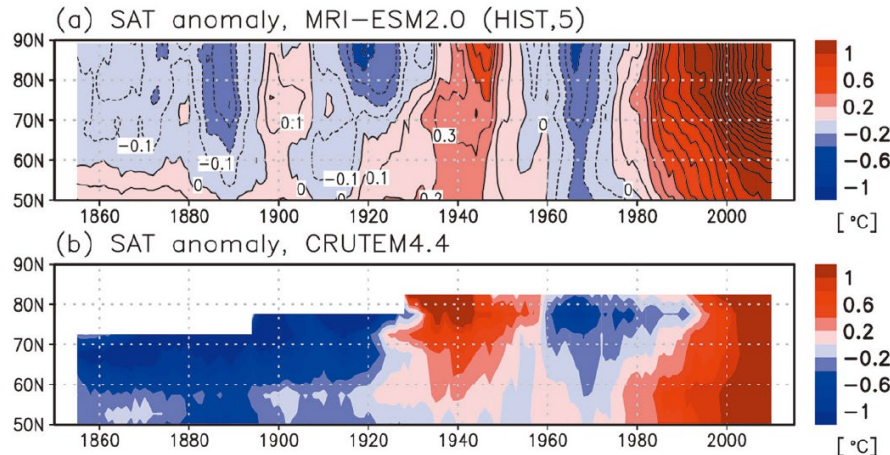 (a) SAT anomaly, MRI-ESM2.0 (HIST,5)
90N
80N
70N
60N
50N
-0.1
-0.1
0
0.1
0
-0.1
0.1
0.3
0.2
0
0
1860 1880 1900 1920 1940 1960 1980 2000
1
0.6
0.2
-0.2
-0.6
-1
[°C]
(b) SAT anomaly, CRUTEM4.4
90N
80N
70N
60N
50N
1860 1880 1900 1920 1940 1960 1980 2000
1
0.6
0.2
-0.2
-0.6
-1
[°C]